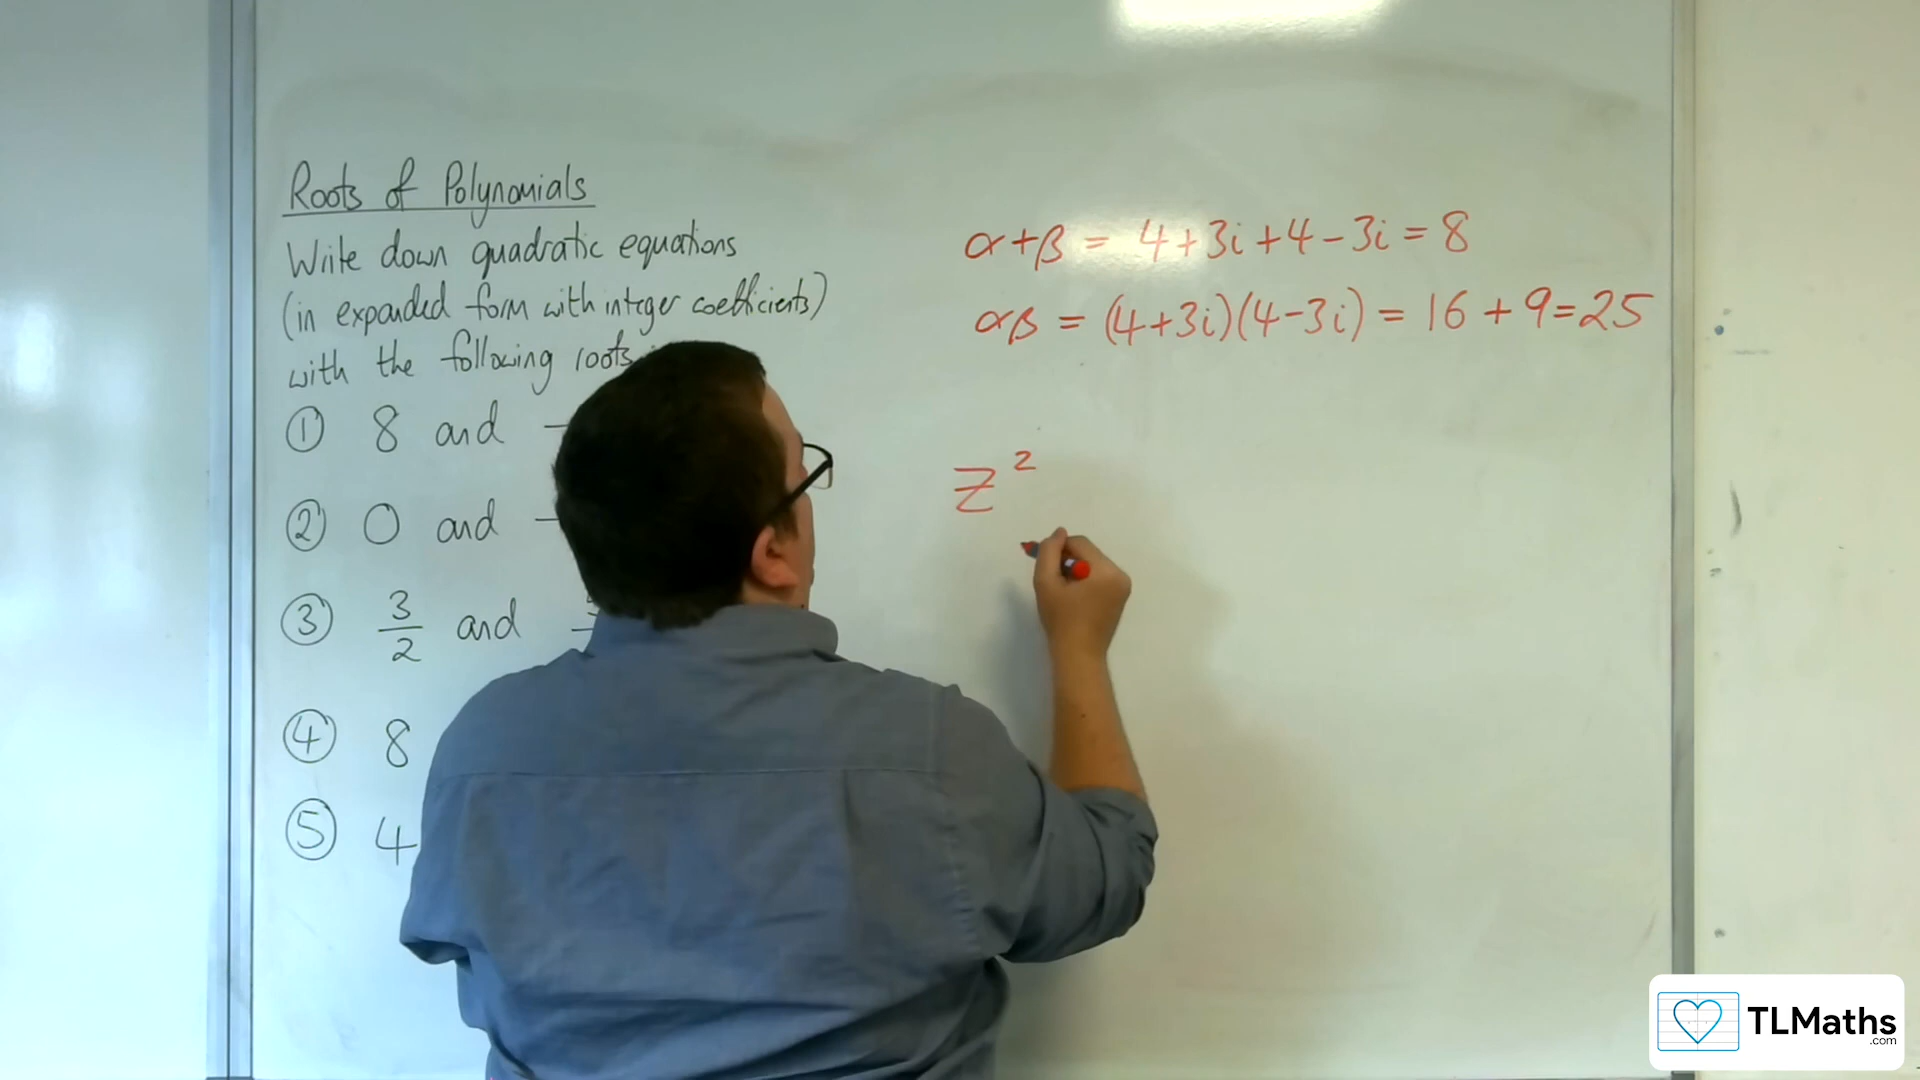 Roots of Polynomials
Write down quadratic equations
(in expanded form with integer coefficients)
with the following roots
① 8 and −
② 0 and −
③ 3/2 and
④ 8
⑤ 4
α+β = 4+3i+4−3i = 8
αβ = (4+3i)(4−3i) = 16 + 9 = 25
z²
TLMaths
.com